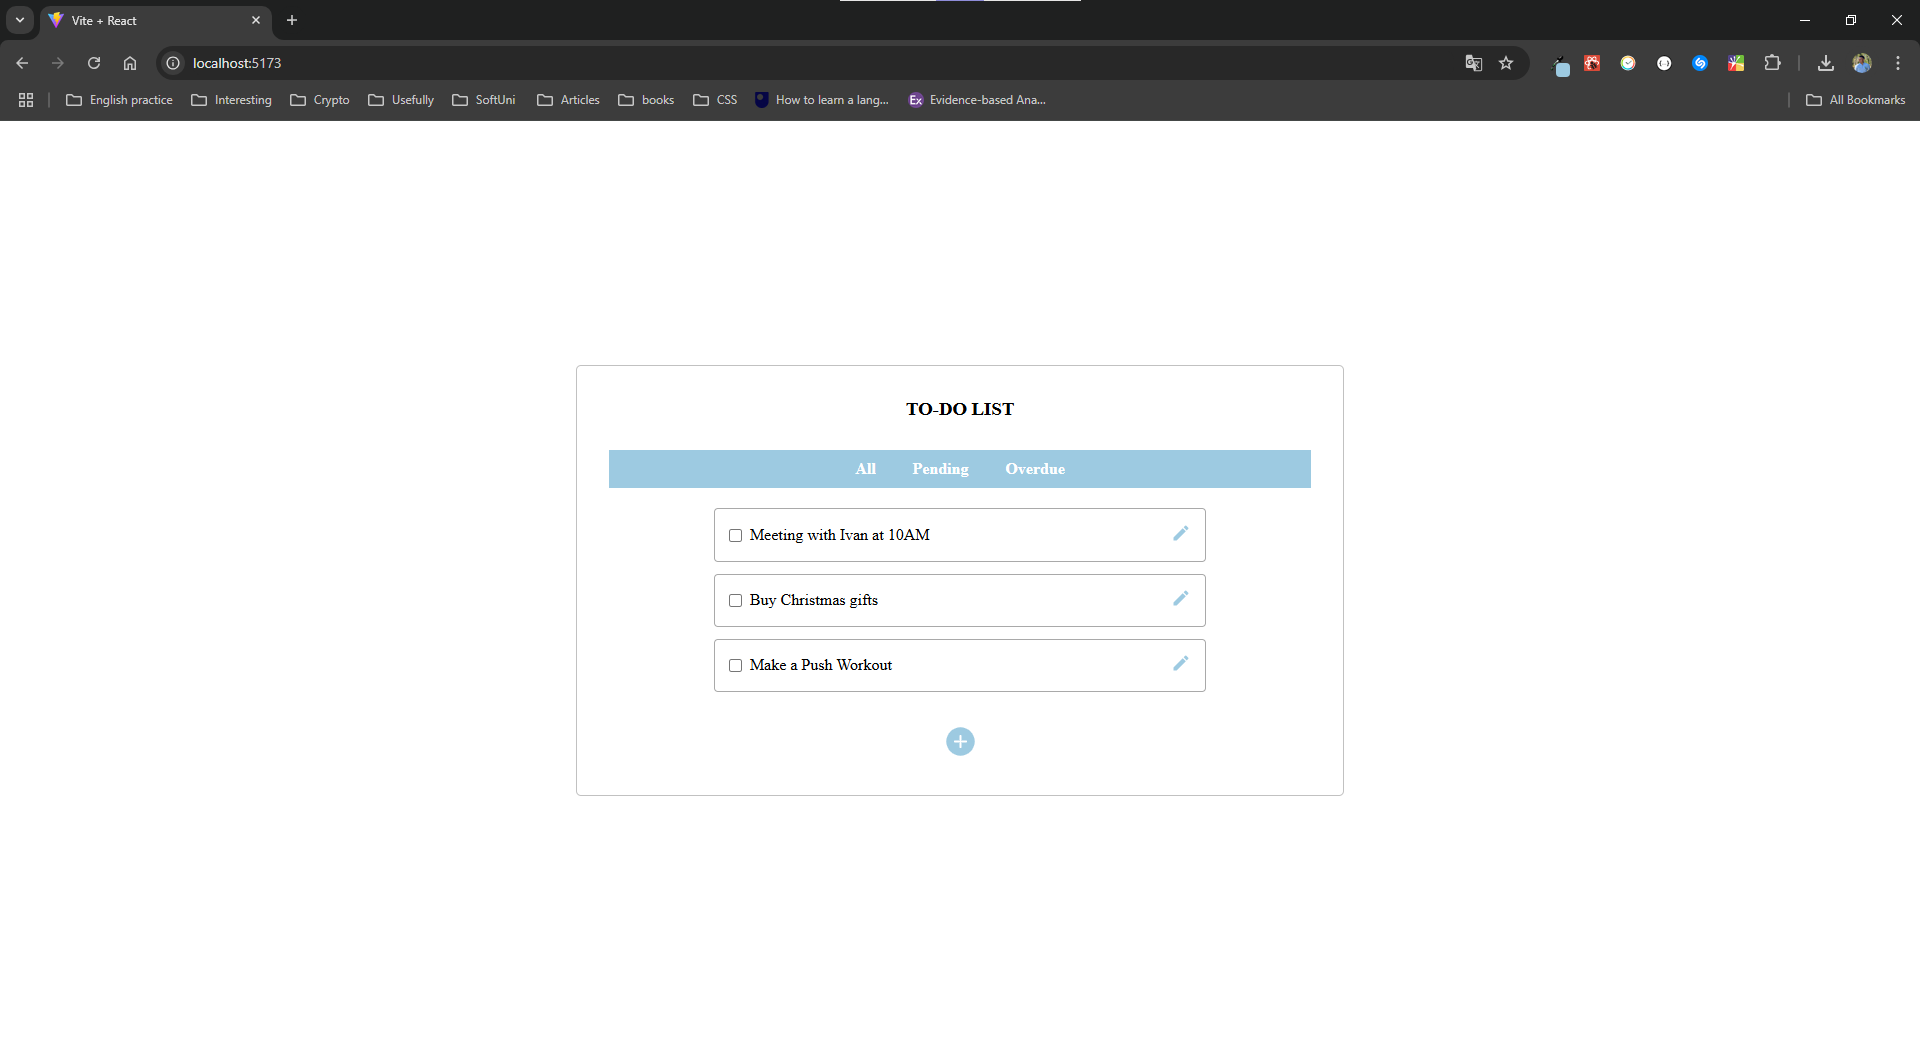 Vite + React
localhost:5173
English practice Interesting Crypto Usefully SoftUni Articles books CSS How to learn a lang... Ex Evidence-based Ana... All Bookmarks
TO-DO LIST
All Pending Overdue
Meeting with Ivan at 10AM
Buy Christmas gifts
Make a Push Workout